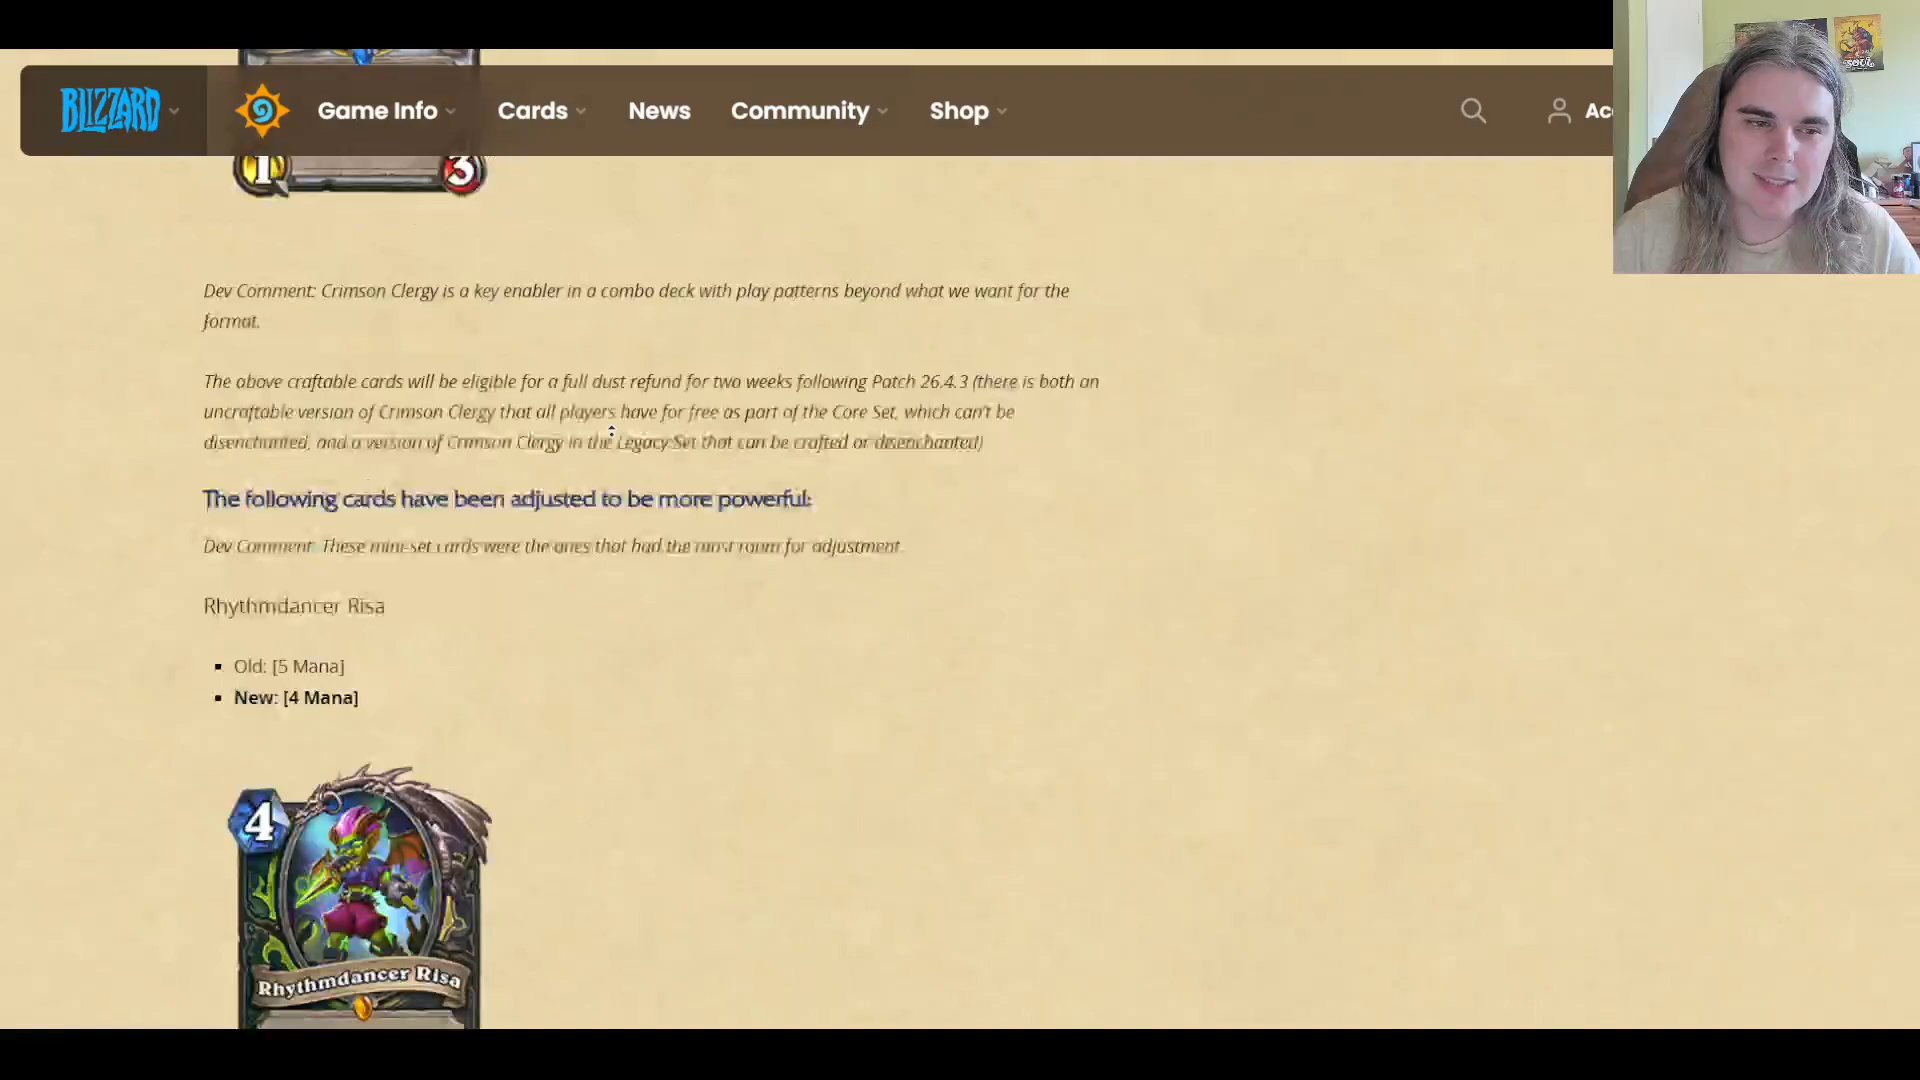 BLIZZARD
Game Info
Cards
News
Community
Shop
1
3
Dev Comment: Crimson Clergy is a key enabler in a combo deck with play patterns beyond what we want for the
format.
The above craftable cards will be eligible for a full dust refund for two weeks following Patch 26.4.3 (there is both an
uncraftable version of Crimson Clergy that all players have for free as part of the Core Set, which can't be
disenchanted, and a version of Crimson Clergy in the Legacy Set that can be crafted or disenchanted)
The following cards have been adjusted to be more powerful:
Dev Comment: These mini-set cards were the ones that had the most room for adjustment.
Rhythmdancer Risa
Old: [5 Mana]
New: [4 Mana]
4
Rhythmdancer Risa